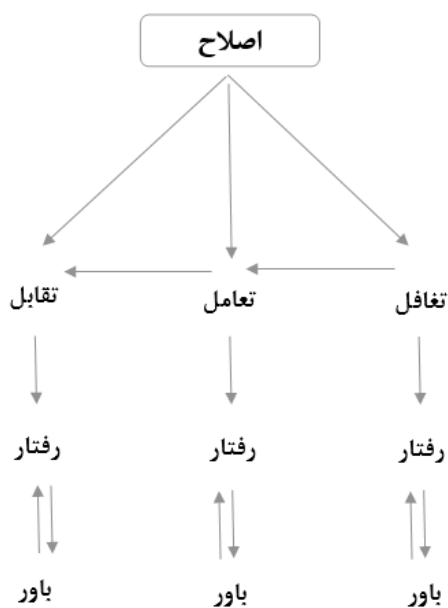 اصلاح
تغافل تعامل تقابل
رفتار رفتار رفتار
باور باور باور